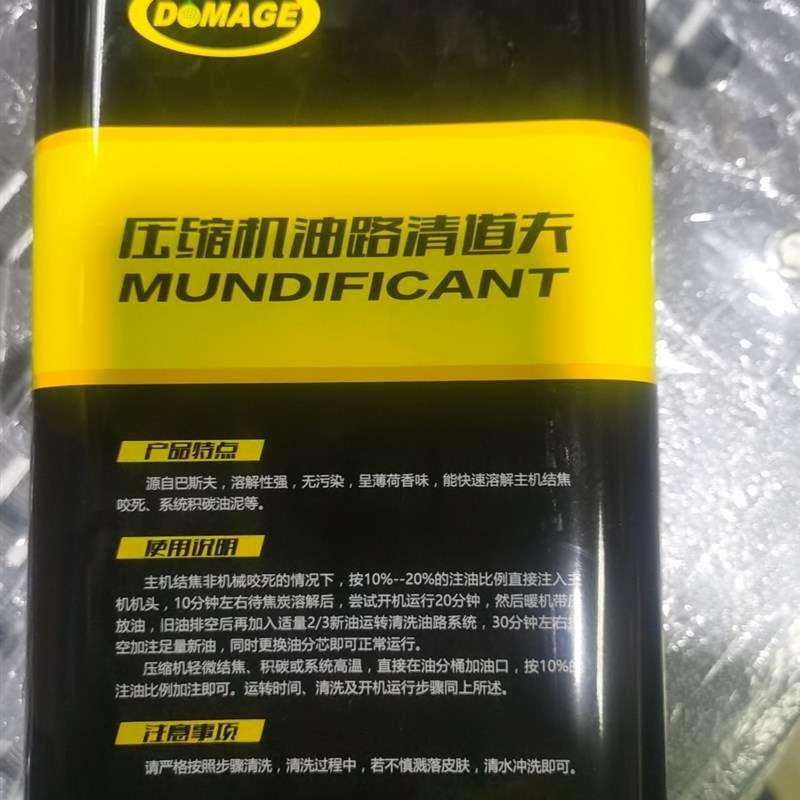 DOMAGE
压缩机油路清道夫
MUNDIFICANT
产品特点
源自巴斯夫，溶解性强，无污染，呈薄荷香味，能快速溶解主机结焦
咬死、系统积碳油泥等。
使用说明
主机结焦非机械咬死的情况下，按10%--20%的注油比例直接注入主
机机头，10分钟左右待焦炭溶解后，尝试开机运行20分钟，然后暖机带压
放油，旧油排空后再加入适量2/3新油运转清洗油路系统，30分钟左右
空加注足量新油，同时更换油分芯即可正常运行。
压缩机轻微结焦、积碳或系统高温，直接在油分桶加油口，按10%的
注油比例加注即可。运转时间、清洗及开机运行步骤同上所述。
注意事项
请严格按照步骤清洗，清洗过程中，若不慎溅落皮肤，清水冲洗即可。